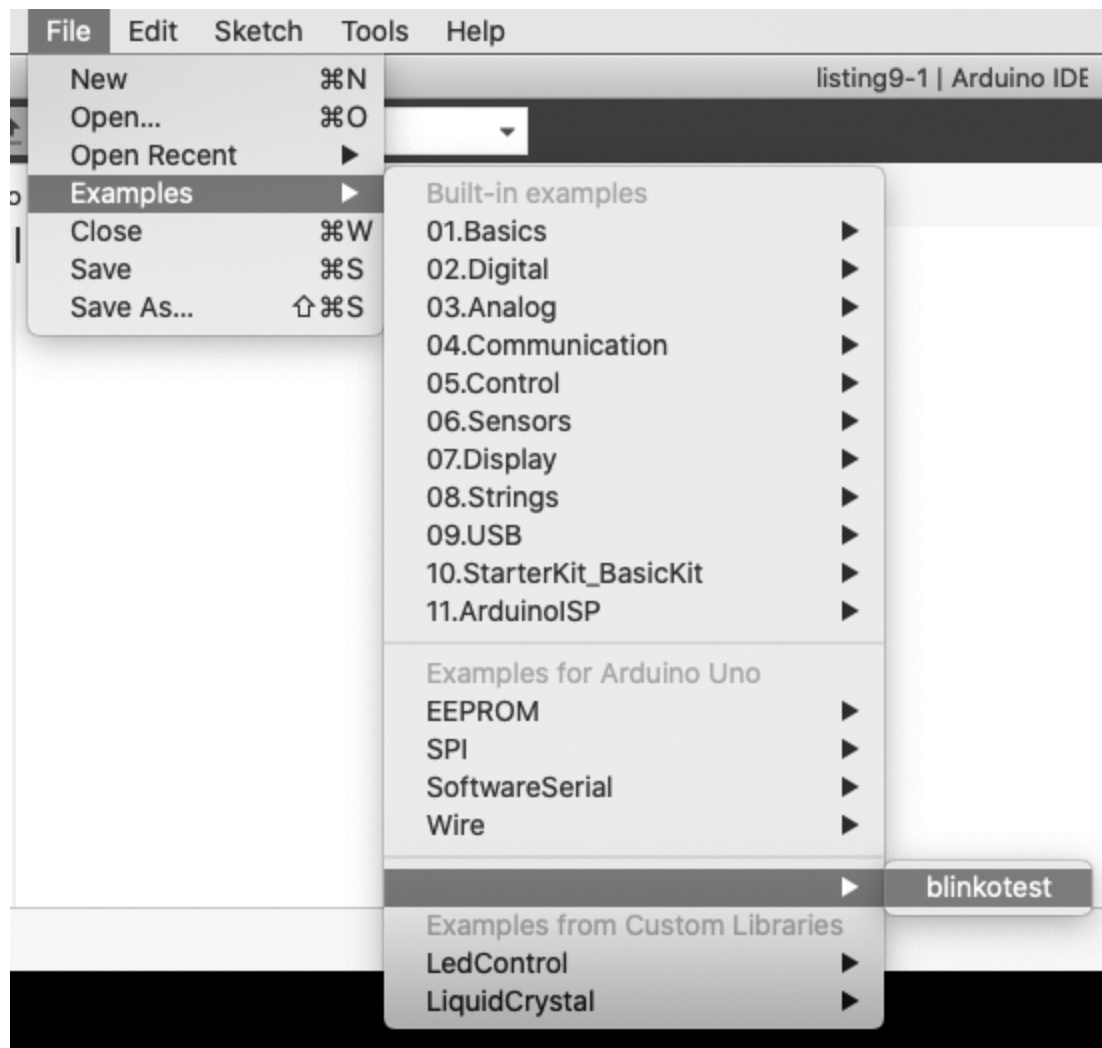 File Edit Sketch Tools Help
listing9-1 | Arduino IDE
New ⌘N
Open... ⌘O
Open Recent ▶
Examples ▶
Close ⌘W
Save ⌘S
Save As... ⇧⌘S
Built-in examples
01.Basics ▶
02.Digital ▶
03.Analog ▶
04.Communication ▶
05.Control ▶
06.Sensors ▶
07.Display ▶
08.Strings ▶
09.USB ▶
10.StarterKit_BasicKit ▶
11.ArduinoISP ▶
Examples for Arduino Uno
EEPROM ▶
SPI ▶
SoftwareSerial ▶
Wire ▶
▶ blinkotest
Examples from Custom Libraries
LedControl ▶
LiquidCrystal ▶